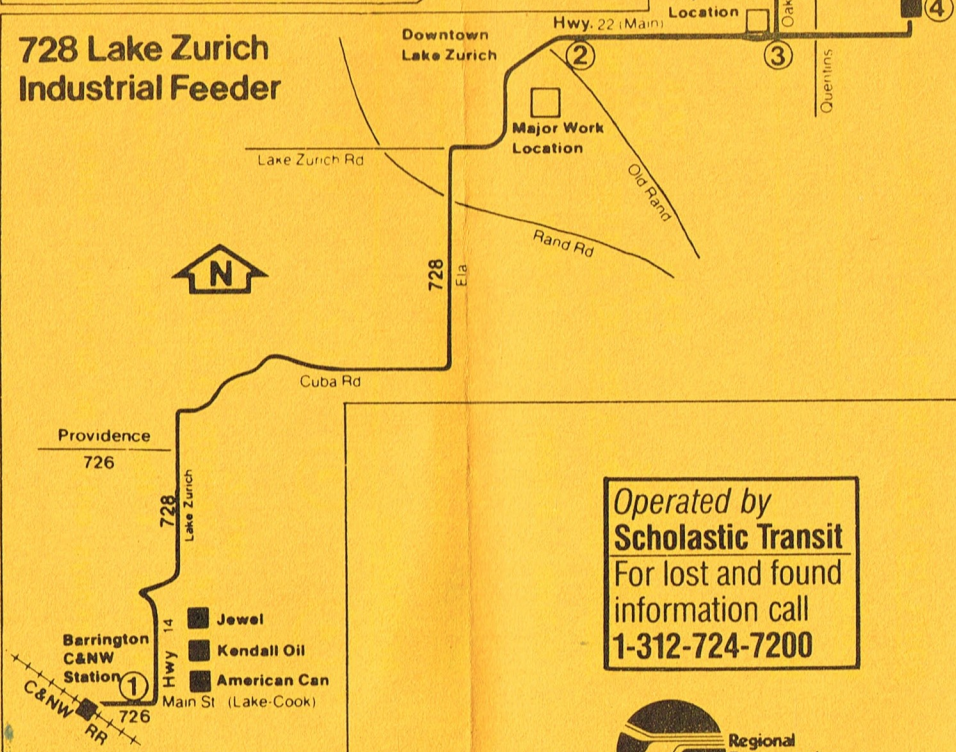 728 Lake Zurich
Industrial Feeder
Downtown
Lake Zurich
Hwy. 22 (Main)
Location
Oak
4
2
3
Quentins
Major Work
Location
Lake Zurich Rd
Old Rand
Rand Rd
N
728
Ela
Cuba Rd
Providence
726
728
Lake Zurich
Operated by
Scholastic Transit
For lost and found
information call
1-312-724-7200
Jewel
Kendall Oil
American Can
Hwy 14
Barrington
C&NW
Station
1
Main St (Lake-Cook)
726
C&NW
RR
Regional